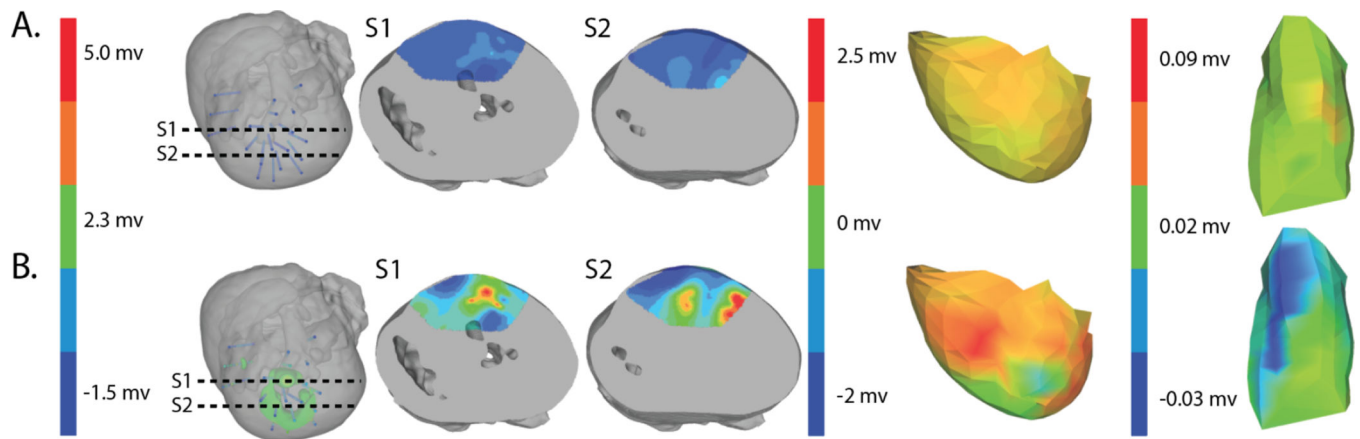 A.
5.0 mv
S1
S2
S1
S2
2.5 mv
0.09 mv
2.3 mv
0 mv
0.02 mv
B.
S1
S2
S1
S2
-1.5 mv
-2 mv
-0.03 mv